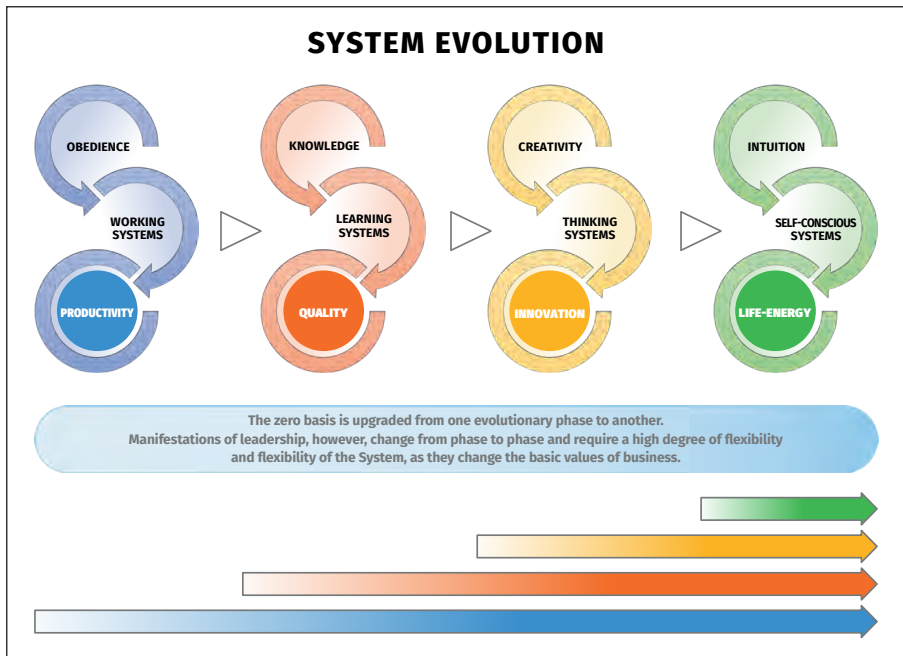 SYSTEM EVOLUTION
OBEDIENCE
WORKING
SYSTEMS
PRODUCTIVITY
KNOWLEDGE
LEARNING
SYSTEMS
QUALITY
CREATIVITY
THINKING
SYSTEMS
INNOVATION
INTUITION
SELF-CONSCIOUS
SYSTEMS
LIFE-ENERGY
The zero basis is upgraded from one evolutionary phase to another.
Manifestations of leadership, however, change from phase to phase and require a high degree of flexibility
and flexibility of the System, as they change the basic values of business.